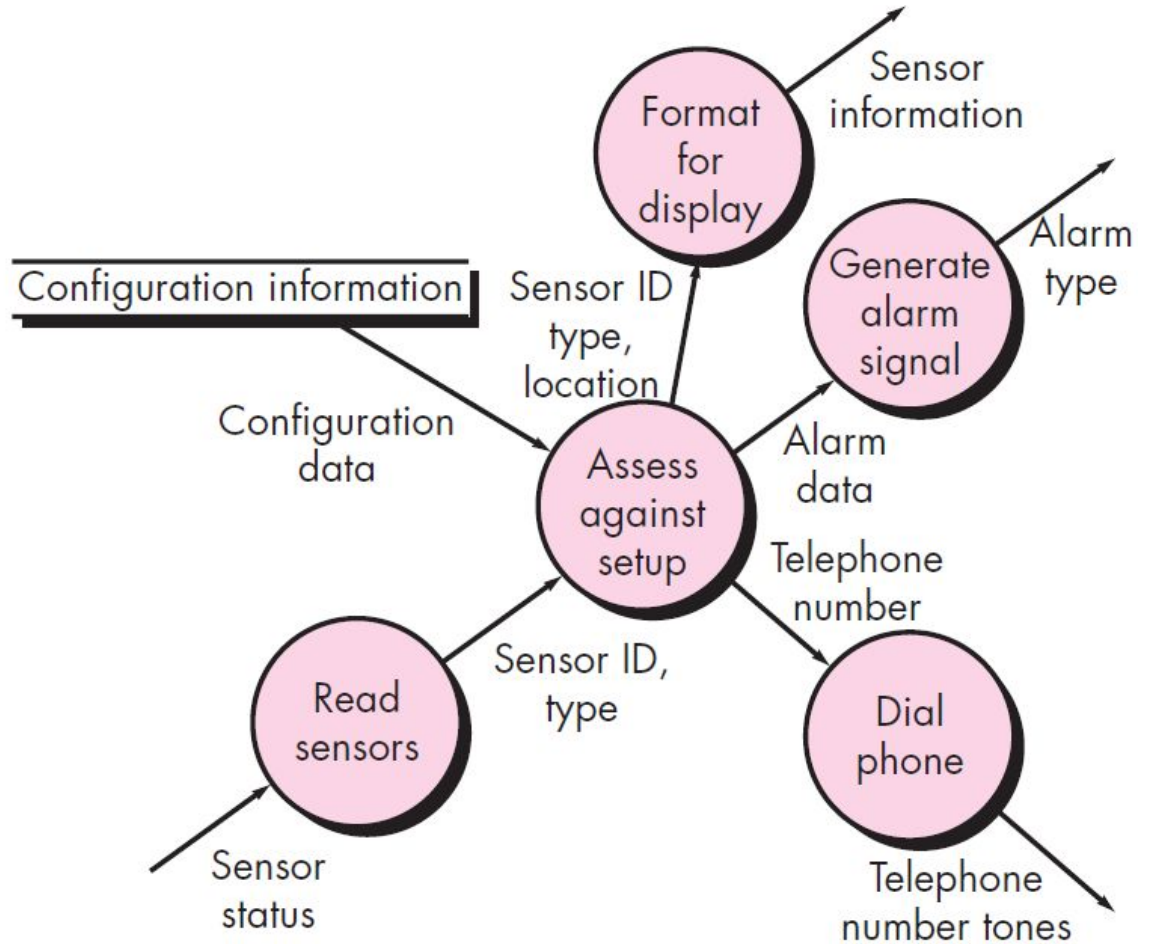 Format
for
display
Sensor
information
Generate
alarm
signal
Alarm
type
Configuration information
Sensor ID
type,
location
Configuration
data
Assess
against
setup
Alarm
data
Telephone
number
Read
sensors
Sensor ID,
type
Dial
phone
Sensor
status
Telephone
number tones